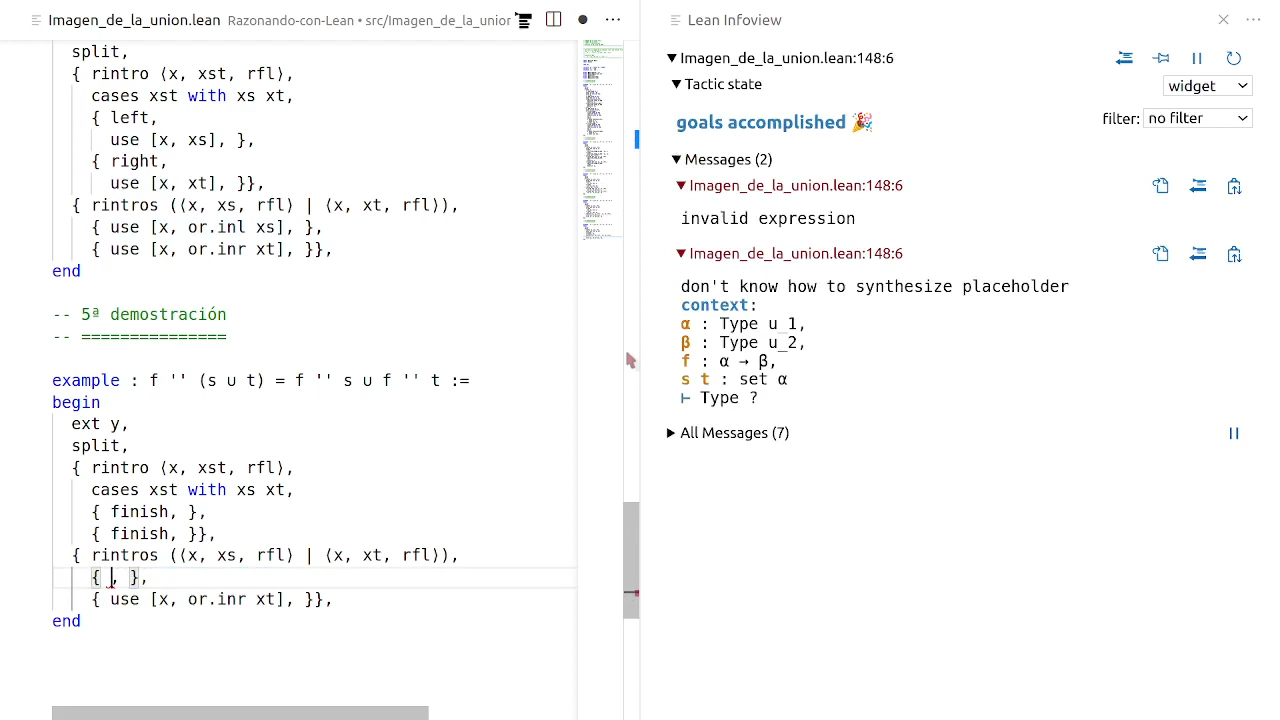 Imagen_de_la_union.lean Razonando-con-Lean • src/Imagen_de_la_unior
split,
{ rintro ⟨x, xst, rfl⟩,
cases xst with xs xt,
{ left,
use [x, xs], },
{ right,
use [x, xt], }},
{ rintros (⟨x, xs, rfl⟩ | ⟨x, xt, rfl⟩),
{ use [x, or.inl xs], },
{ use [x, or.inr xt], }},
end
-- 5ª demostración
-- ===============
example : f '' (s ∪ t) = f '' s ∪ f '' t :=
begin
ext y,
split,
{ rintro ⟨x, xst, rfl⟩,
cases xst with xs xt,
{ finish, },
{ finish, }},
{ rintros (⟨x, xs, rfl⟩ | ⟨x, xt, rfl⟩),
{ , },
{ use [x, or.inr xt], }},
end
Lean Infoview
Imagen_de_la_union.lean:148:6
Tactic state
widget
goals accomplished 🎉
filter: no filter
Messages (2)
Imagen_de_la_union.lean:148:6
invalid expression
Imagen_de_la_union.lean:148:6
don't know how to synthesize placeholder
context:
α : Type u_1,
β : Type u_2,
f : α → β,
s t : set α
⊢ Type ?
All Messages (7)